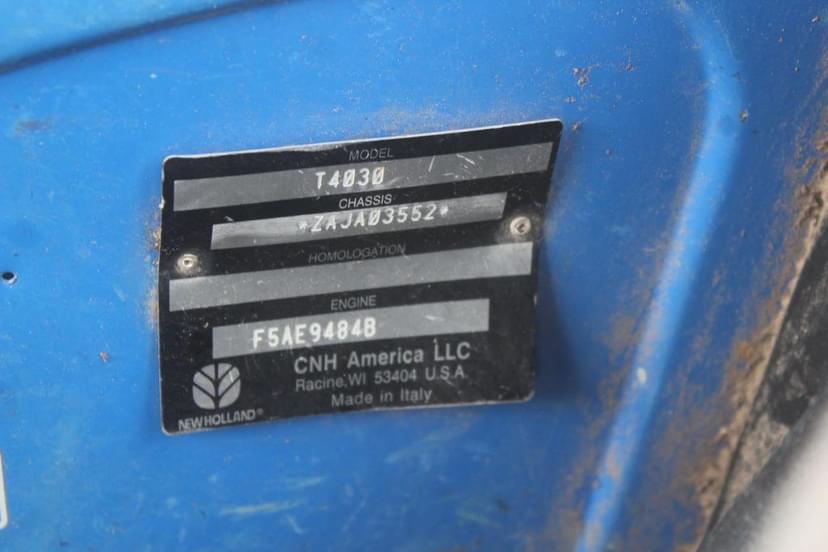 MODEL
T4030
CHASSIS
*ZAJA03552*
HOMOLOGATION
ENGINE
F5AE9484B
CNH America LLC
Racine, WI 53404 U.S.A.
Made in Italy
NEW HOLLAND®